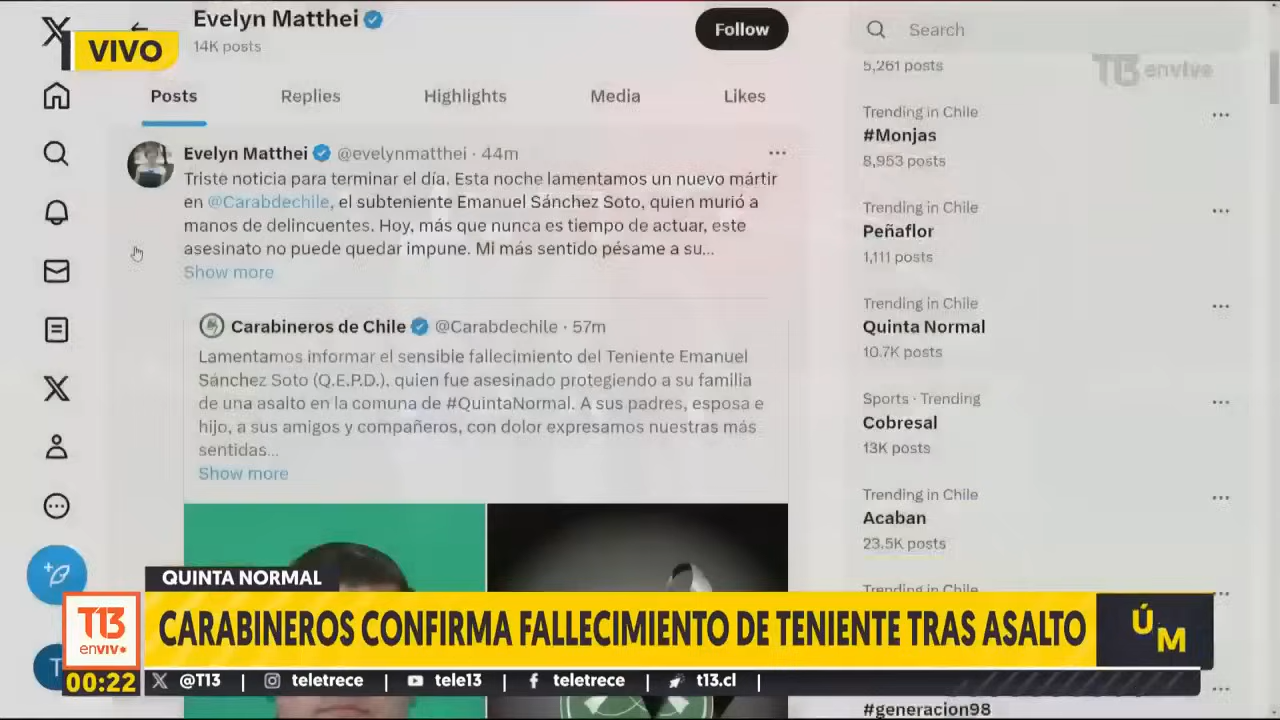 Evelyn Matthei
14K posts
Follow
VIVO
Posts
Replies
Highlights
Media
Likes
Evelyn Matthei @evelynmatthei · 44m
Triste noticia para terminar el día. Esta noche lamentamos un nuevo mártir
en @Carabdechile, el subteniente Emanuel Sánchez Soto, quien murió a
manos de delincuentes. Hoy, más que nunca es tiempo de actuar, este
asesinato no puede quedar impune. Mi más sentido pésame a su...
Show more
Carabineros de Chile @Carabdechile · 57m
Lamentamos informar el sensible fallecimiento del Teniente Emanuel
Sánchez Soto (Q.E.P.D.), quien fue asesinado protegiendo a su familia
de una asalto en la comuna de #QuintaNormal. A sus padres, esposa e
hijo, a sus amigos y compañeros, con dolor expresamos nuestras más
sentidas...
Show more
Search
5,261 posts
T13 envivo
Trending in Chile
#Monjas
8,953 posts
Trending in Chile
Peñaflor
1,111 posts
Trending in Chile
Quinta Normal
10.7K posts
Sports · Trending
Cobresal
13K posts
Trending in Chile
Acaban
23.5K posts
Trending in Chile
#generacion98
QUINTA NORMAL
CARABINEROS CONFIRMA FALLECIMIENTO DE TENIENTE TRAS ASALTO
ÚM
T13
envivo
T
00:22
@T13 | teletrece | tele13 | teletrece | t13.cl |